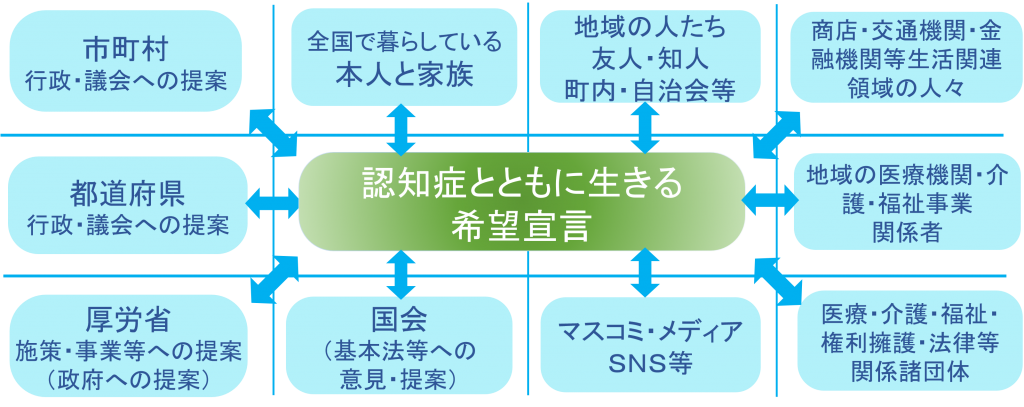 市町村
行政・議会への提案
全国で暮らしている
本人と家族
地域の人たち
友人・知人
町内・自治会等
商店・交通機関・金
融機関等生活関連
領域の人々
都道府県
行政・議会への提案
認知症とともに生きる
希望宣言
地域の医療機関・介
護・福祉事業
関係者
厚労省
施策・事業等への提案
（政府への提案）
国会
（基本法等への
意見・提案）
マスコミ・メディア
ＳＮＳ等
医療・介護・福祉・
権利擁護・法律等
関係諸団体